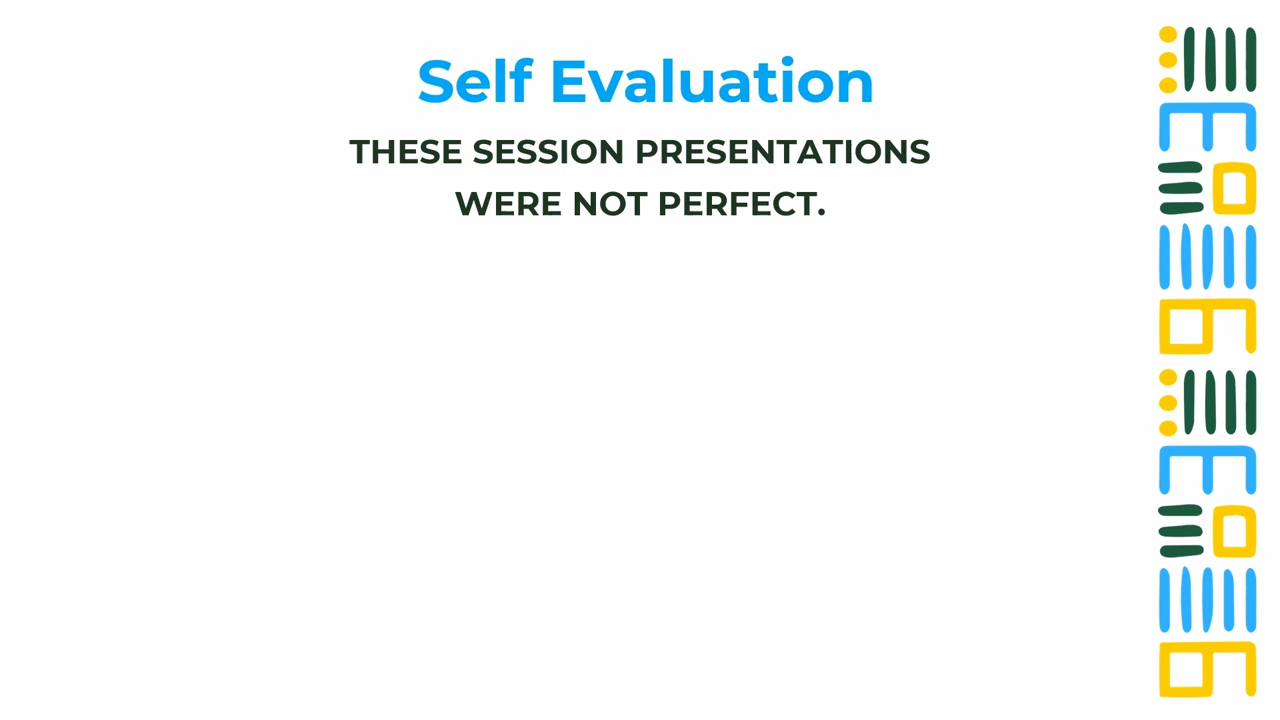 Self Evaluation
THESE SESSION PRESENTATIONS
WERE NOT PERFECT.